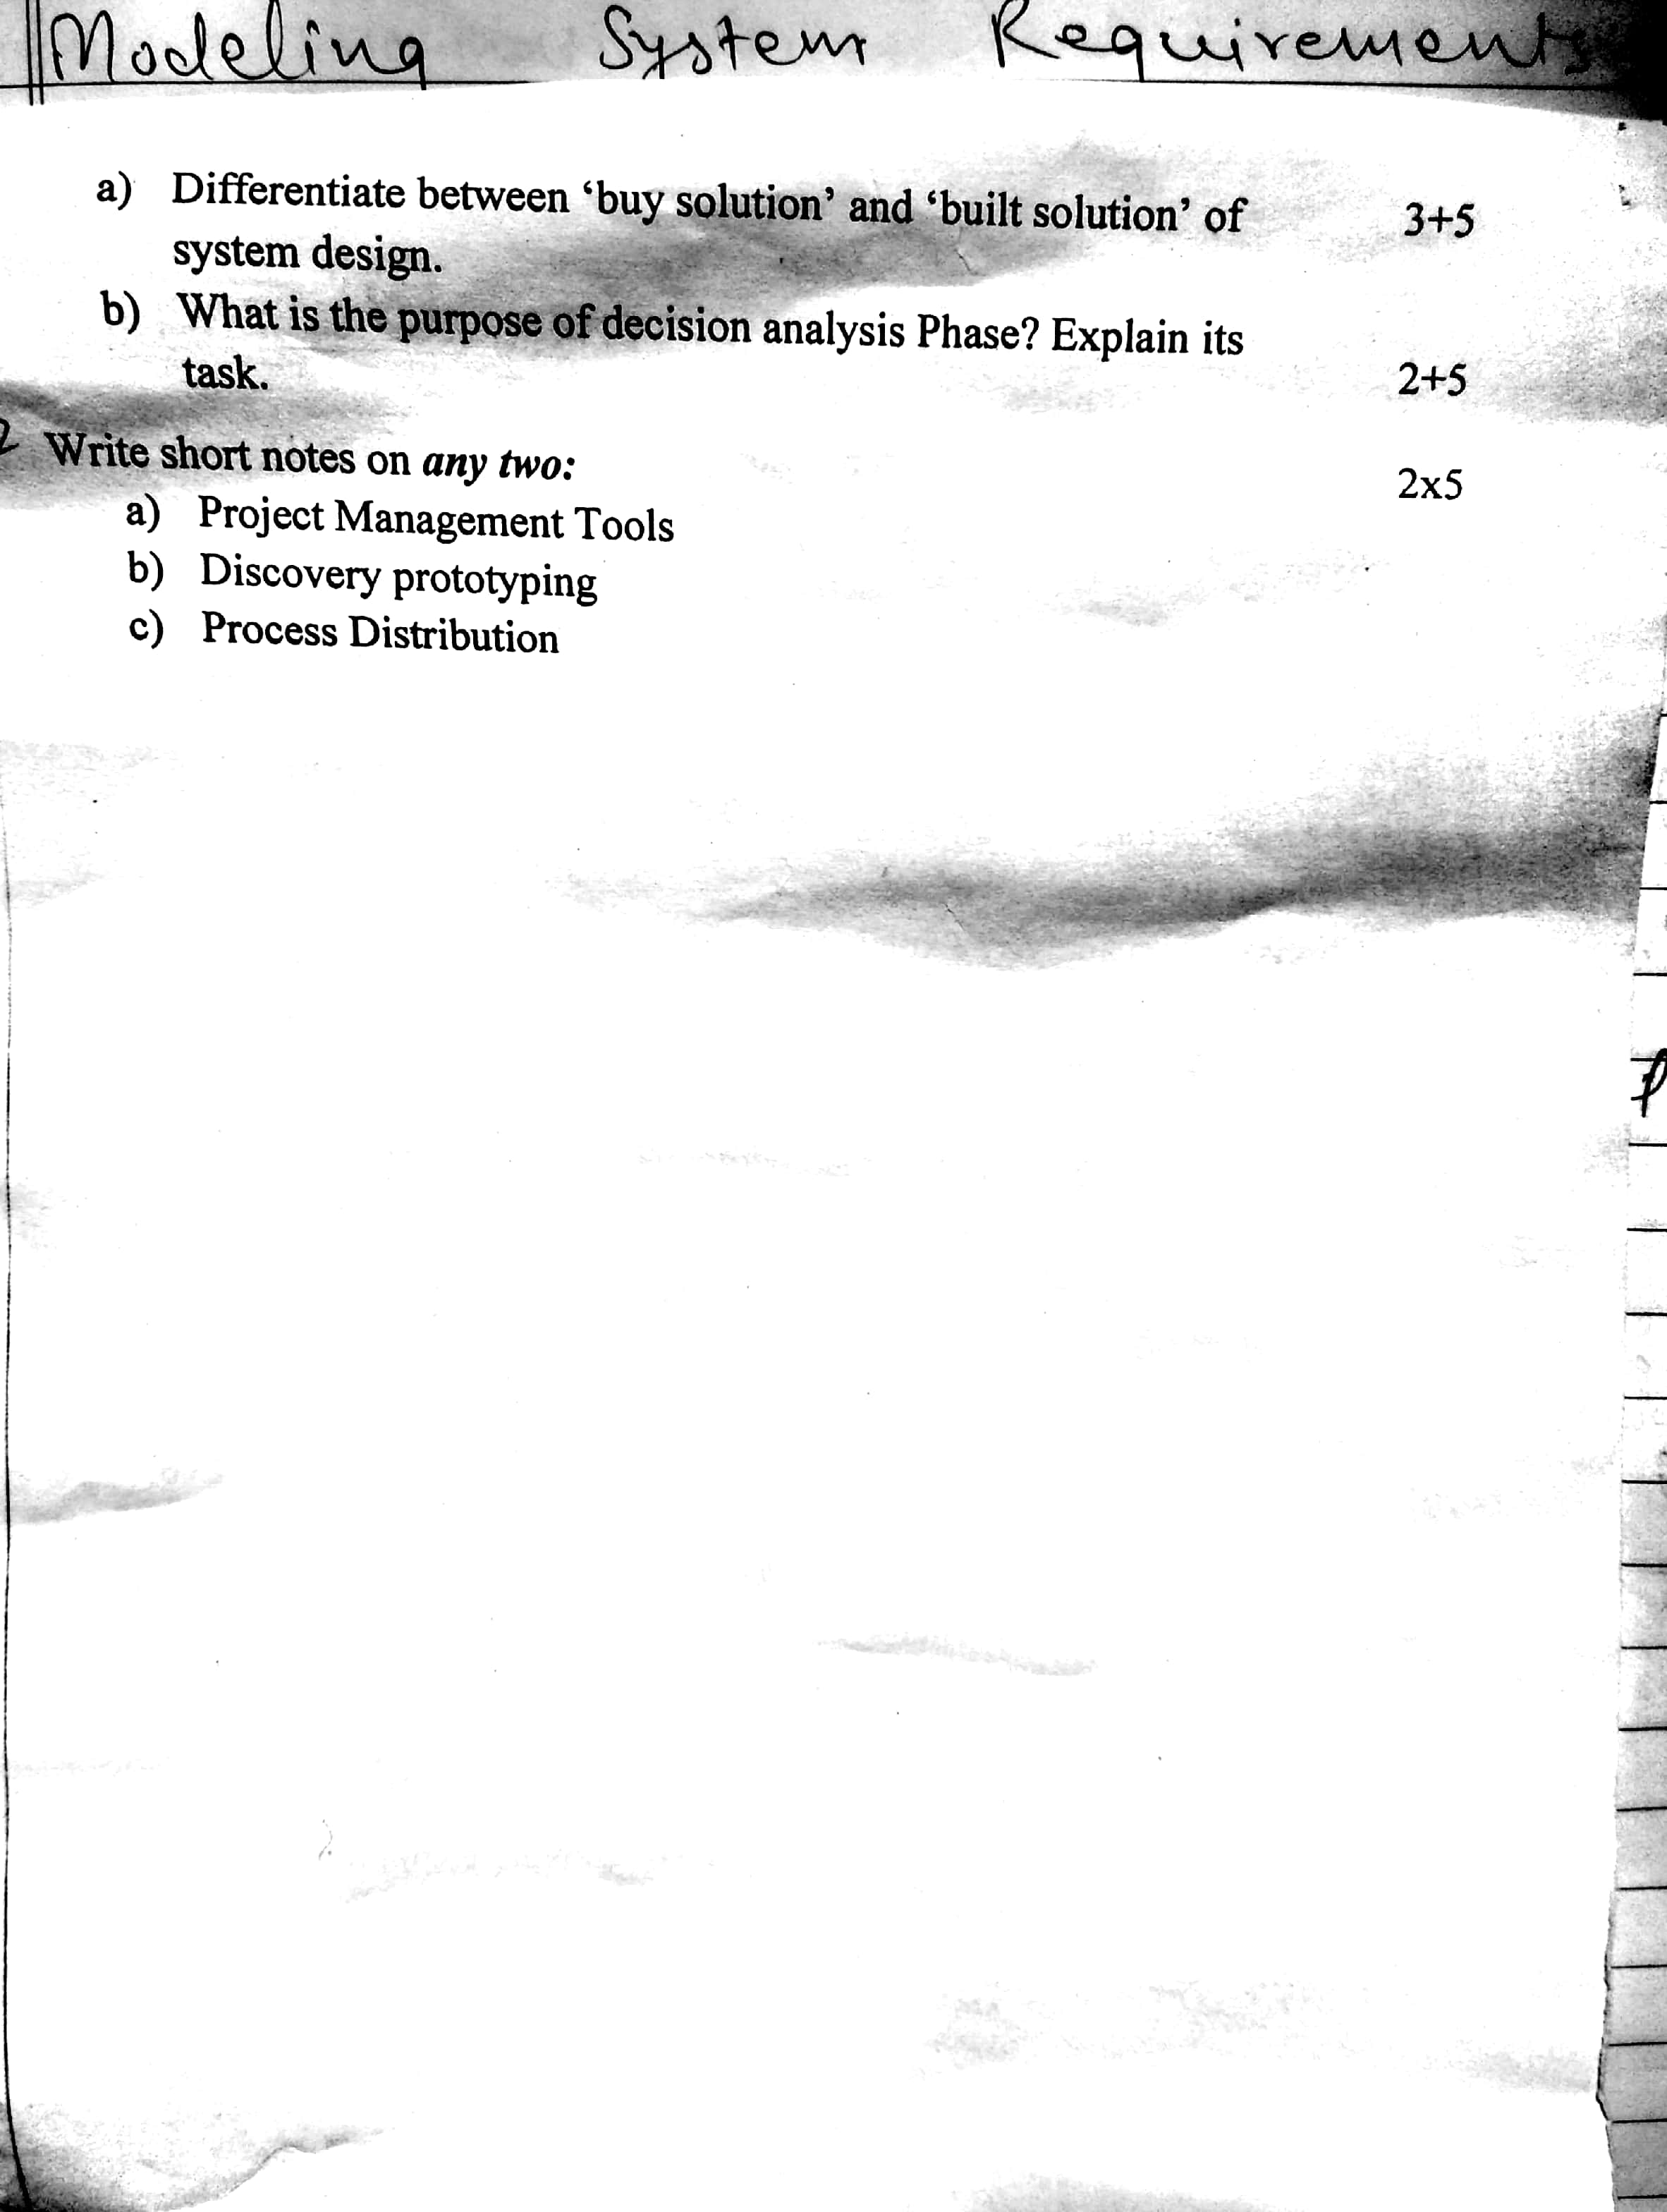 Modeling System Requirements
a) Differentiate between ‘buy solution’ and ‘built solution’ of 3+5
system design.
b) What is the purpose of decision analysis Phase? Explain its
task. 2+5
2 Write short notes on any two: 2x5
a) Project Management Tools
b) Discovery prototyping
c) Process Distribution